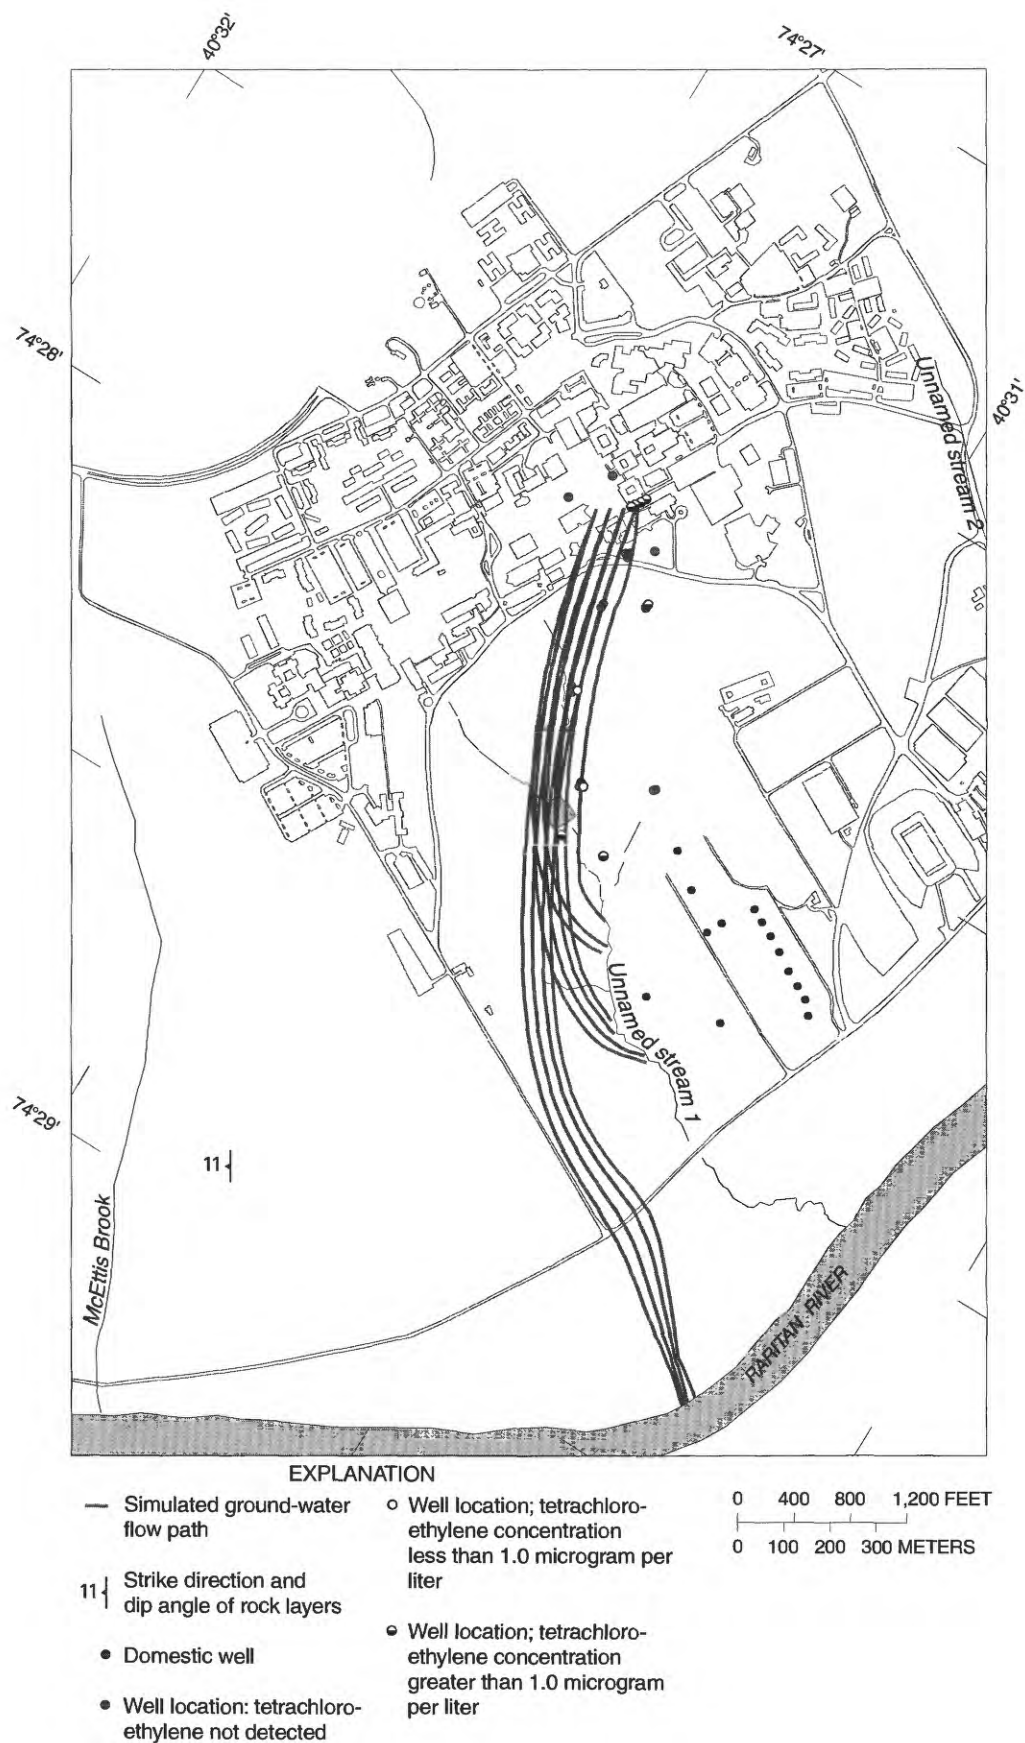 40°32'
74°27'
74°28'
40°31'
Unnamed stream 2
Unnamed stream 1
74°29'
11
McEttis Brook
RARITAN RIVER
EXPLANATION
Simulated ground-water
flow path
11
Strike direction and
dip angle of rock layers
Domestic well
Well location: tetrachloro-
ethylene not detected
Well location; tetrachloro-
ethylene concentration
less than 1.0 microgram per
liter
Well location; tetrachloro-
ethylene concentration
greater than 1.0 microgram
per liter
0 400 800 1,200 FEET
0 100 200 300 METERS